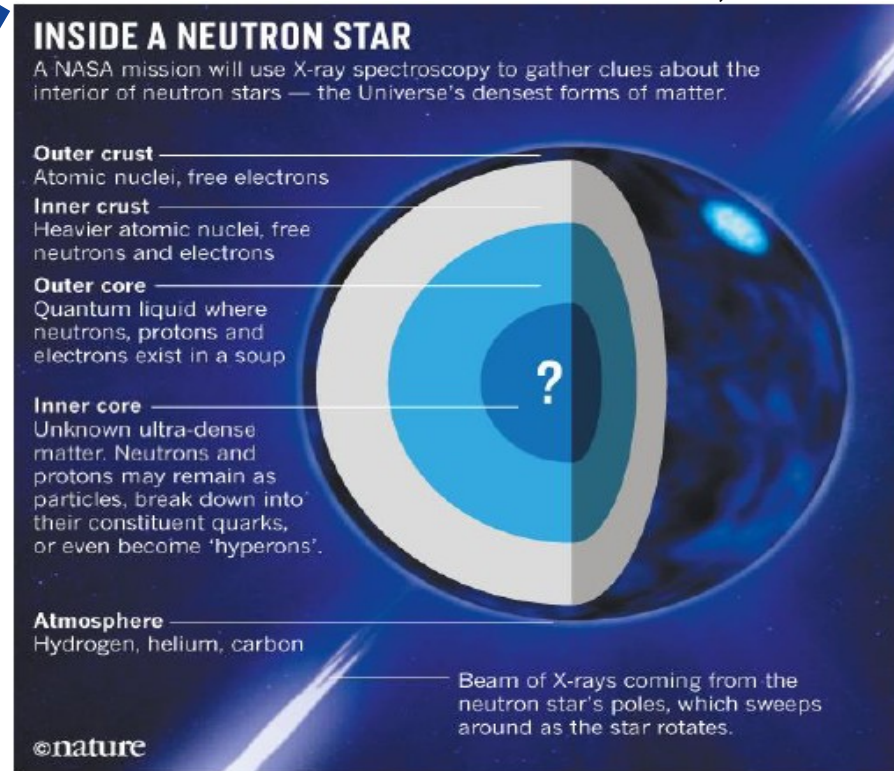 INSIDE A NEUTRON STAR
A NASA mission will use X-ray spectroscopy to gather clues about the
interior of neutron stars — the Universe's densest forms of matter.
Outer crust
Atomic nuclei, free electrons
Inner crust
Heavier atomic nuclei, free
neutrons and electrons
Outer core
Quantum liquid where
neutrons, protons and
electrons exist in a soup
Inner core
Unknown ultra-dense
matter. Neutrons and
protons may remain as
particles, break down into
their constituent quarks,
or even become ‘hyperons’.
?
Atmosphere
Hydrogen, helium, carbon
Beam of X-rays coming from the
neutron star's poles, which sweeps
around as the star rotates.
©nature